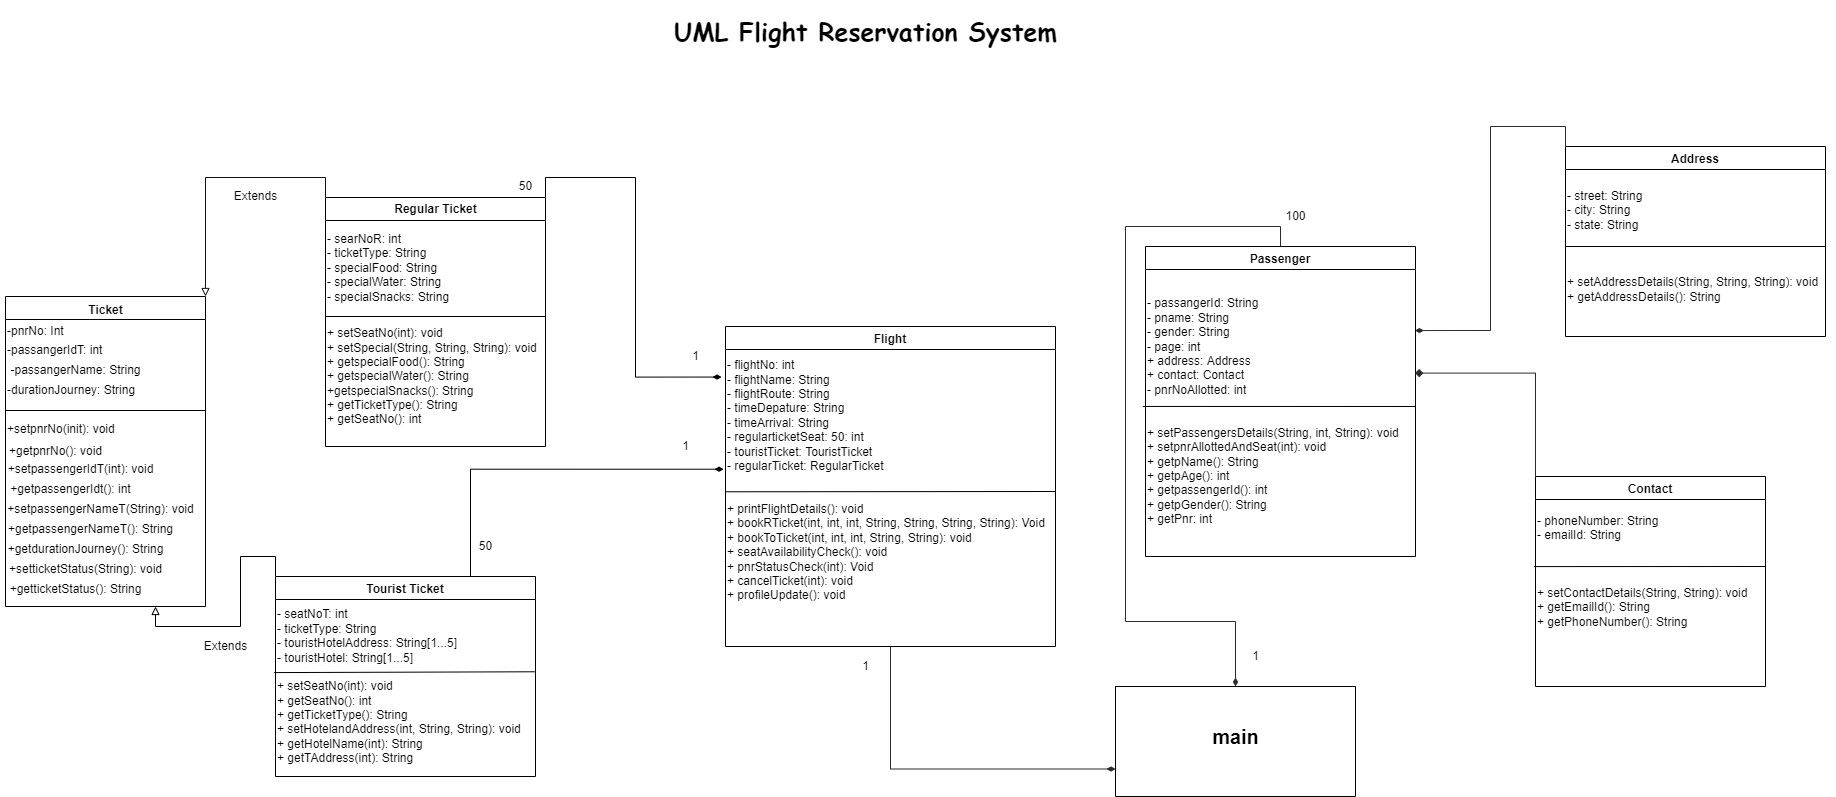 UML Flight Reservation System
Extends
50
Regular Ticket
- searNoR: int
- ticketType: String
- specialFood: String
- specialWater: String
- specialSnacks: String
+ setSeatNo(int): void
+ setSpecial(String, String, String): void
+ getspecialFood(): String
+ getspecialWater(): String
+getspecialSnacks(): String
+ getTicketType(): String
+ getSeatNo(): int
Ticket
-pnrNo: Int
-passangerIdT: int
-passangerName: String
-durationJourney: String
+setpnrNo(init): void
+getpnrNo(): void
+setpassengerIdT(int): void
+getpassengerIdt(): int
+setpassengerNameT(String): void
+getpassengerNameT(): String
+getdurationJourney(): String
+setticketStatus(String): void
+getticketStatus(): String
Extends
Tourist Ticket
- seatNoT: int
- ticketType: String
- touristHotelAddress: String[1...5]
- touristHotel: String[1...5]
+ setSeatNo(int): void
+ getSeatNo(): int
+ getTicketType(): String
+ setHotelandAddress(int, String, String): void
+ getHotelName(int): String
+ getTAddress(int): String
50
1
1
Flight
- flightNo: int
- flightName: String
- flightRoute: String
- timeDepature: String
- timeArrival: String
- regularticketSeat: 50: int
- touristTicket: TouristTicket
- regularTicket: RegularTicket
+ printFlightDetails(): void
+ bookRTicket(int, int, int, String, String, String, String): Void
+ bookToTicket(int, int, int, String, String): void
+ seatAvailabilityCheck(): void
+ pnrStatusCheck(int): Void
+ cancelTicket(int): void
+ profileUpdate(): void
1
100
Passenger
- passangerId: String
- pname: String
- gender: String
- page: int
+ address: Address
+ contact: Contact
- pnrNoAllotted: int
+ setPassengersDetails(String, int, String): void
+ setpnrAllottedAndSeat(int): void
+ getpName(): String
+ getpAge(): int
+ getpassengerId(): int
+ getpGender(): String
+ getPnr: int
1
main
Address
- street: String
- city: String
- state: String
+ setAddressDetails(String, String, String): void
+ getAddressDetails(): String
Contact
- phoneNumber: String
- emailId: String
+ setContactDetails(String, String): void
+ getEmailId(): String
+ getPhoneNumber(): String